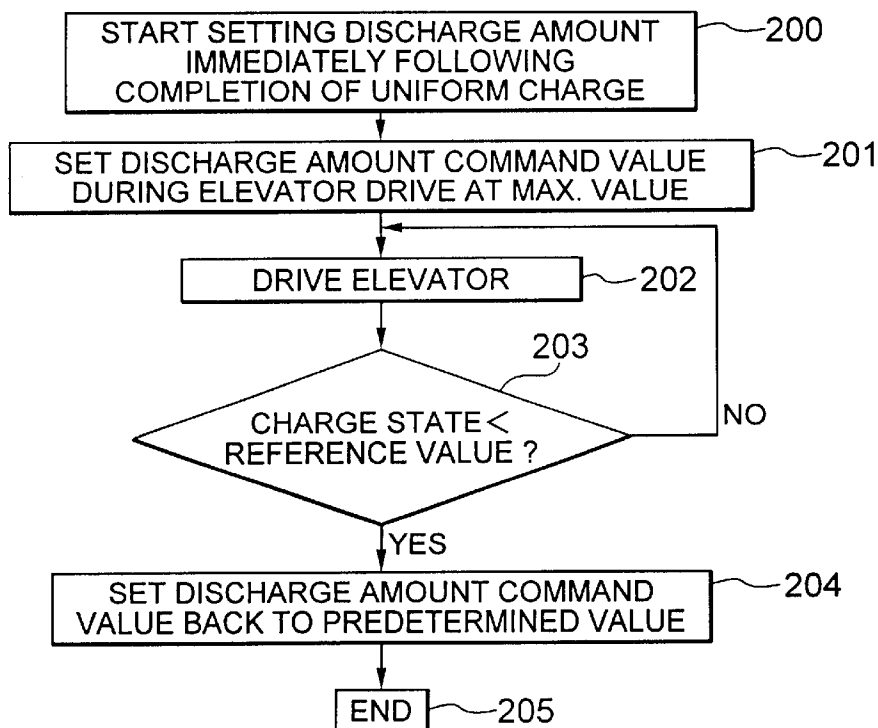 START SETTING DISCHARGE AMOUNT
IMMEDIATELY FOLLOWING
COMPLETION OF UNIFORM CHARGE
200
SET DISCHARGE AMOUNT COMMAND VALUE
DURING ELEVATOR DRIVE AT MAX. VALUE
201
DRIVE ELEVATOR
202
203
CHARGE STATE <
REFERENCE VALUE ?
NO
YES
SET DISCHARGE AMOUNT COMMAND
VALUE BACK TO PREDETERMINED VALUE
204
END
205